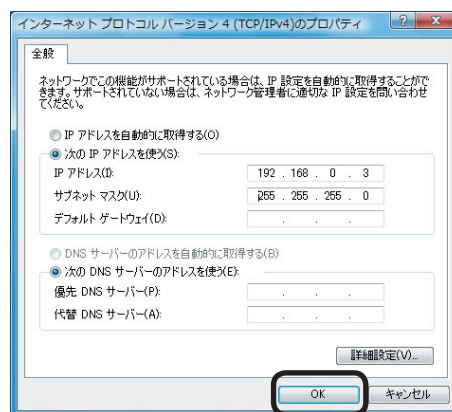 インターネット プロトコル バージョン 4 (TCP/IPv4)のプロパティ
全般
ネットワークでこの機能がサポートされている場合は、IP 設定を自動的に取得することがで
きます。サポートされていない場合は、ネットワーク管理者に適切な IP 設定を問い合わせ
てください。
IP アドレスを自動的に取得する(O)
次の IP アドレスを使う(S):
IP アドレス(I): 192 . 168 . 0 . 3
サブネット マスク(U): 255 . 255 . 255 . 0
デフォルト ゲートウェイ(D): . . .
DNS サーバーのアドレスを自動的に取得する(B)
次の DNS サーバーのアドレスを使う(E):
優先 DNS サーバー(P): . . .
代替 DNS サーバー(A): . . .
詳細設定(V)...
OK キャンセル